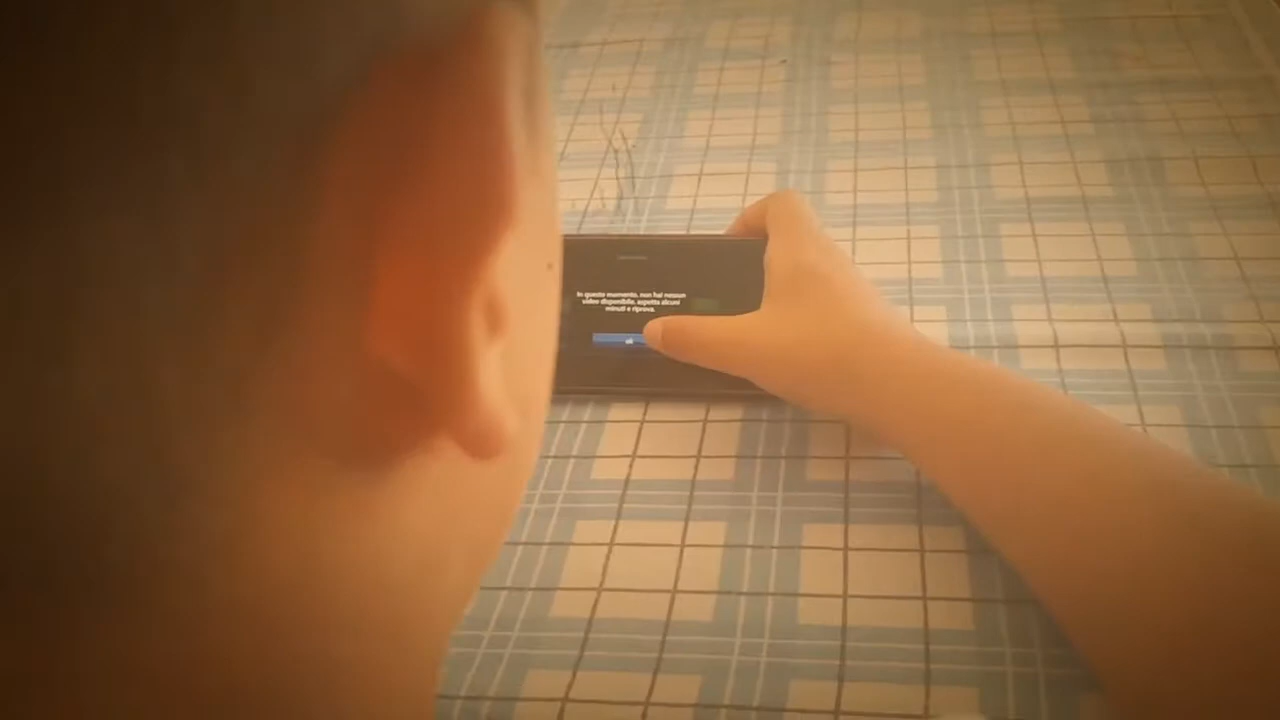 In questo momento, non hai nessun
video disponibile, aspetta alcuni
minuti e riprova.